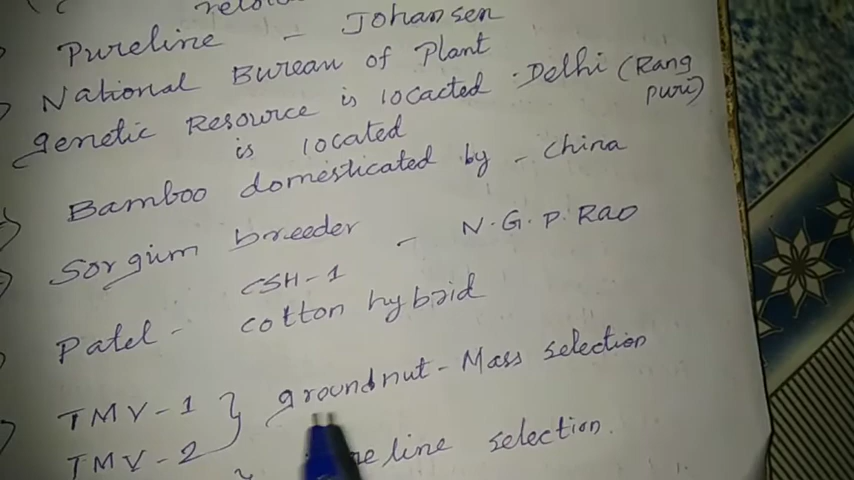 Pureline - Johansen
National Bureau of Plant
genetic Resource is locacted Delhi (Rang
puri)
is located
Bamboo domesticated by - China
Sorgium breeder - N.G.P. Rao
CSH-1
Patel - cotton hybrid
TMV-1 } groundnut - Mass selection
TMV-2 line selection.